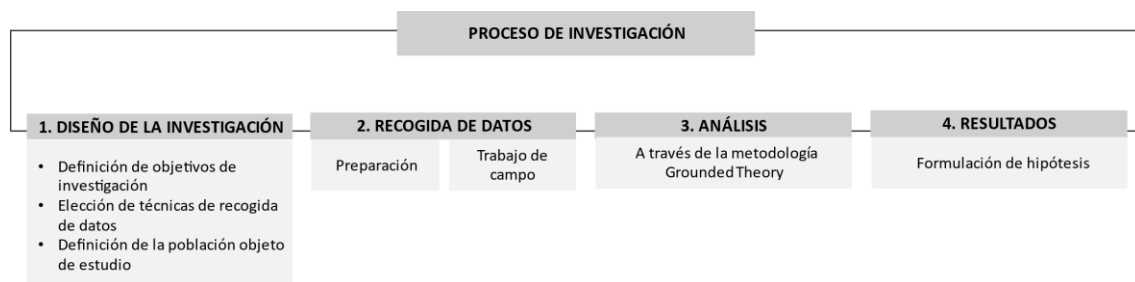 PROCESO DE INVESTIGACIÓN
1. DISEÑO DE LA INVESTIGACIÓN
• Definición de objetivos de
investigación
• Elección de técnicas de recogida
de datos
• Definición de la población objeto
de estudio
2. RECOGIDA DE DATOS
Preparación
Trabajo de
campo
3. ANÁLISIS
A través de la metodología
Grounded Theory
4. RESULTADOS
Formulación de hipótesis